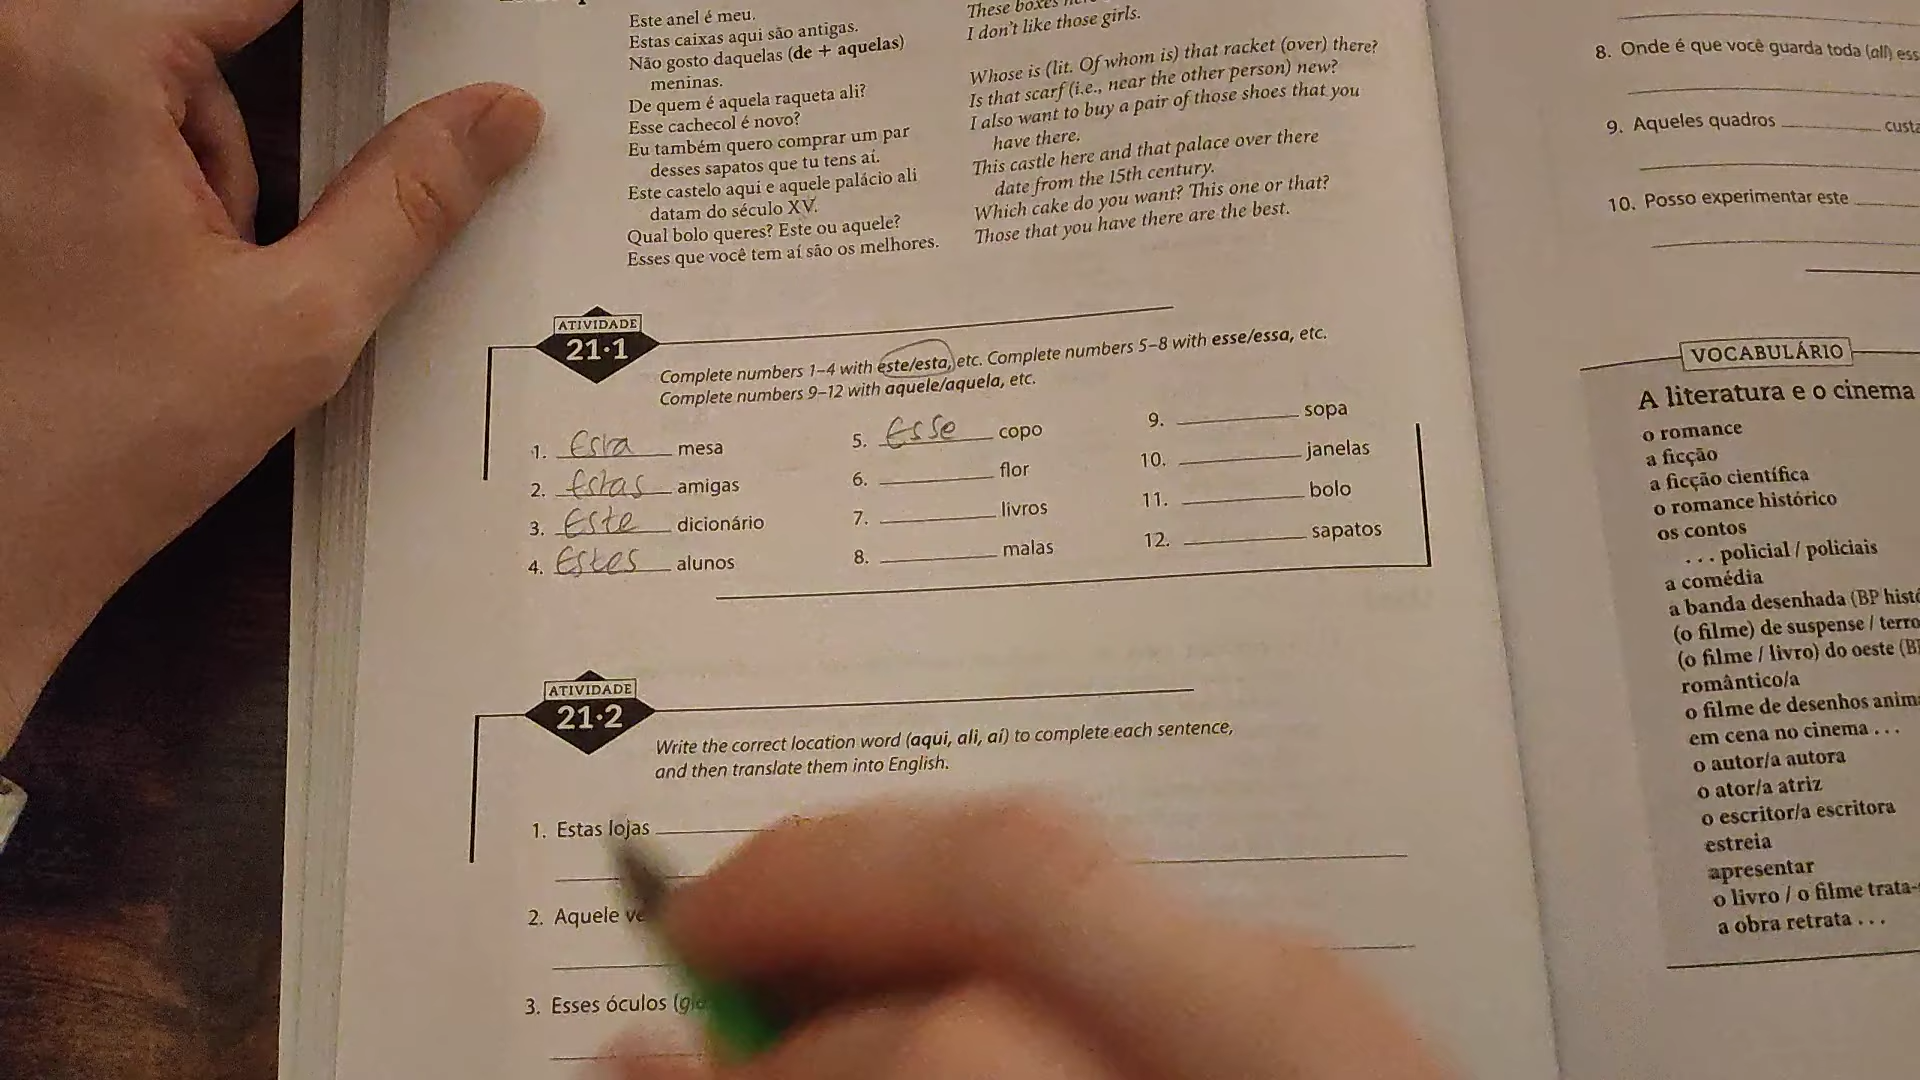 Este anel é meu.
Estas caixas aqui são antigas.
Não gosto daquelas (de + aquelas)
meninas.
De quem é aquela raqueta ali?
Esse cachecol é novo?
Eu também quero comprar um par
desses sapatos que tu tens aí.
Este castelo aqui e aquele palácio ali
datam do século XV.
Qual bolo queres? Este ou aquele?
Esses que você tem aí são os melhores.
These boxes
I don't like those girls.
Whose is (lit. Of whom is) that racket (over) there?
Is that scarf (i.e., near the other person) new?
I also want to buy a pair of those shoes that you
have there.
This castle here and that palace over there
date from the 15th century.
Which cake do you want? This one or that?
Those that you have there are the best.
ATIVIDADE
21·1
Complete numbers 1–4 with este/esta, etc. Complete numbers 5–8 with esse/essa, etc.
Complete numbers 9–12 with aquele/aquela, etc.
1. Esta mesa
2. Estas amigas
3. Este dicionário
4. Estes alunos
5. Esse copo
6. ________ flor
7. ________ livros
8. ________ malas
9. ________ sopa
10. ________ janelas
11. ________ bolo
12. ________ sapatos
ATIVIDADE
21·2
Write the correct location word (aqui, ali, aí) to complete each sentence,
and then translate them into English.
1. Estas lojas ________
2. Aquele
3. Esses óculos
8. Onde é que você guarda toda (all)
9. Aqueles quadros ________
10. Posso experimentar este ________
VOCABULÁRIO
A literatura e o cinema
o romance
a ficção
a ficção científica
o romance histórico
os contos
. . . policial / policiais
a comédia
a banda desenhada (BP
(o filme) de suspense /
(o filme / livro) do oeste
romântico/a
o filme de desenhos
em cena no cinema . . .
o autor/a autora
o ator/a atriz
o escritor/a escritora
estreia
apresentar
o livro / o filme
a obra retrata . . .